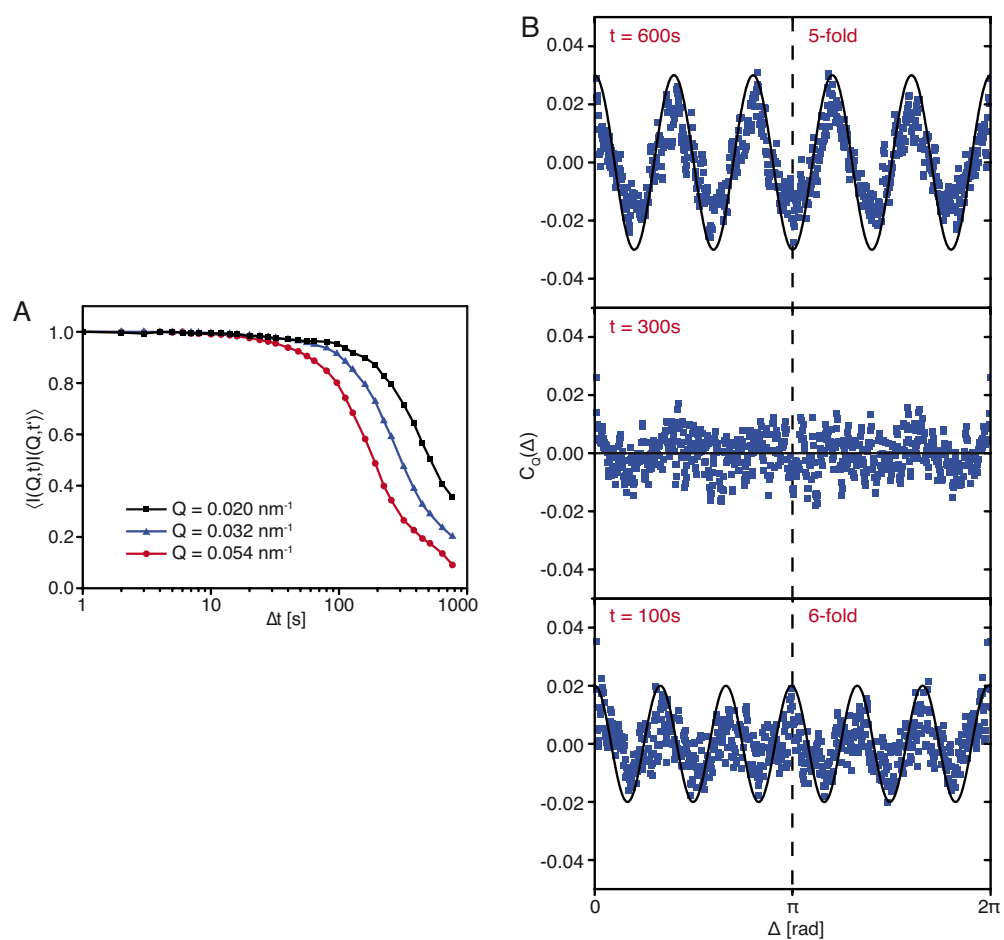 A
⟨I(Q,t)I(Q,t')⟩
1.0
0.8
0.6
0.4
0.2
0.0
Q = 0.020 nm⁻¹
Q = 0.032 nm⁻¹
Q = 0.054 nm⁻¹
1 10 100 1000
Δt [s]
B
t = 600s 5-fold
0.04
0.02
0.00
-0.02
-0.04
t = 300s
0.04
0.02
0.00
-0.02
-0.04
C_Q(Δ)
t = 100s 6-fold
0.04
0.02
0.00
-0.02
-0.04
0 π 2π
Δ [rad]